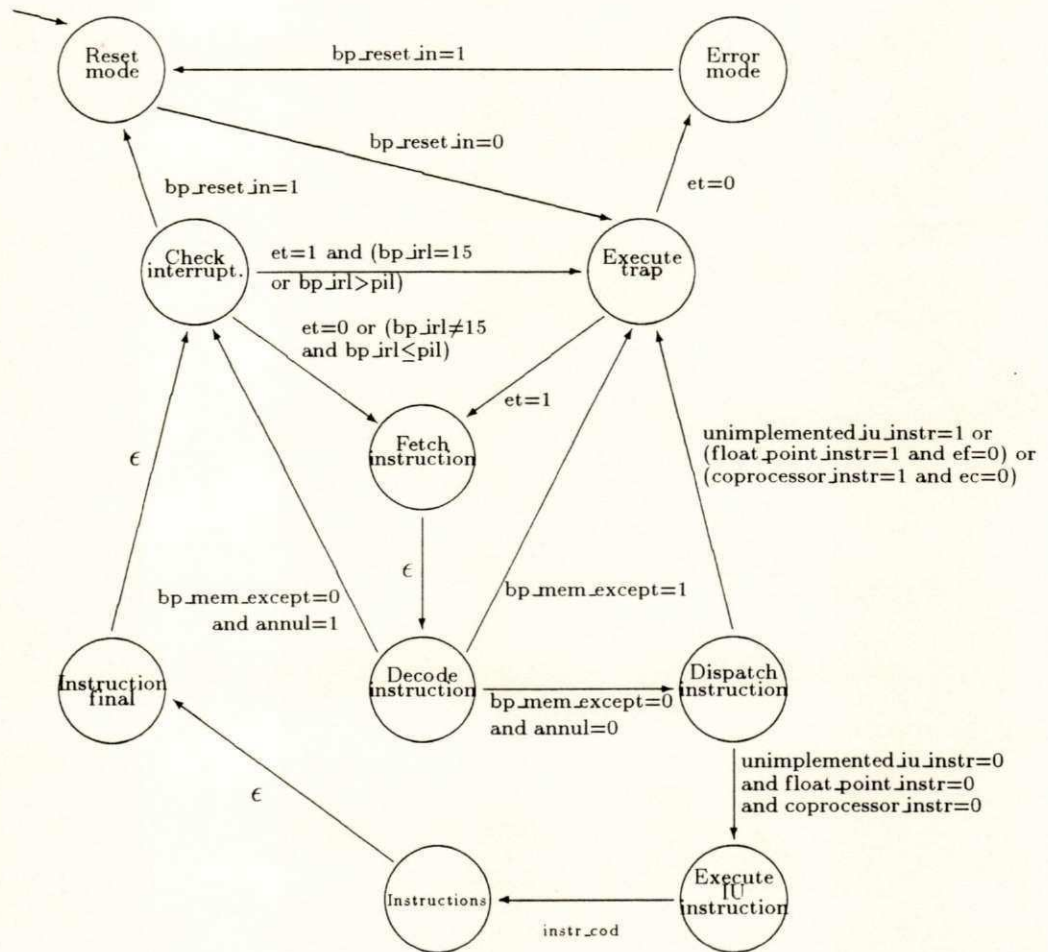 Reset
mode
bp_reset_in=1
Error
mode
bp_reset_in=0
bp_reset_in=1
et=0
Check
interrupt.
et=1 and (bp_irl=15
or bp_irl>pil)
Execute
trap
et=0 or (bp_irl≠15
and bp_irl≤pil)
et=1
Fetch
instruction
unimplemented_iu_instr=1 or
(float_point_instr=1 and ef=0) or
(coprocessor_instr=1 and ec=0)
ϵ
ϵ
bp_mem_except=0
and annul=1
bp_mem_except=1
Instruction
final
Decode
instruction
bp_mem_except=0
and annul=0
Dispatch
instruction
unimplemented_iu_instr=0
and float_point_instr=0
and coprocessor_instr=0
ϵ
Instructions
instr_cod
Execute
IU
instruction